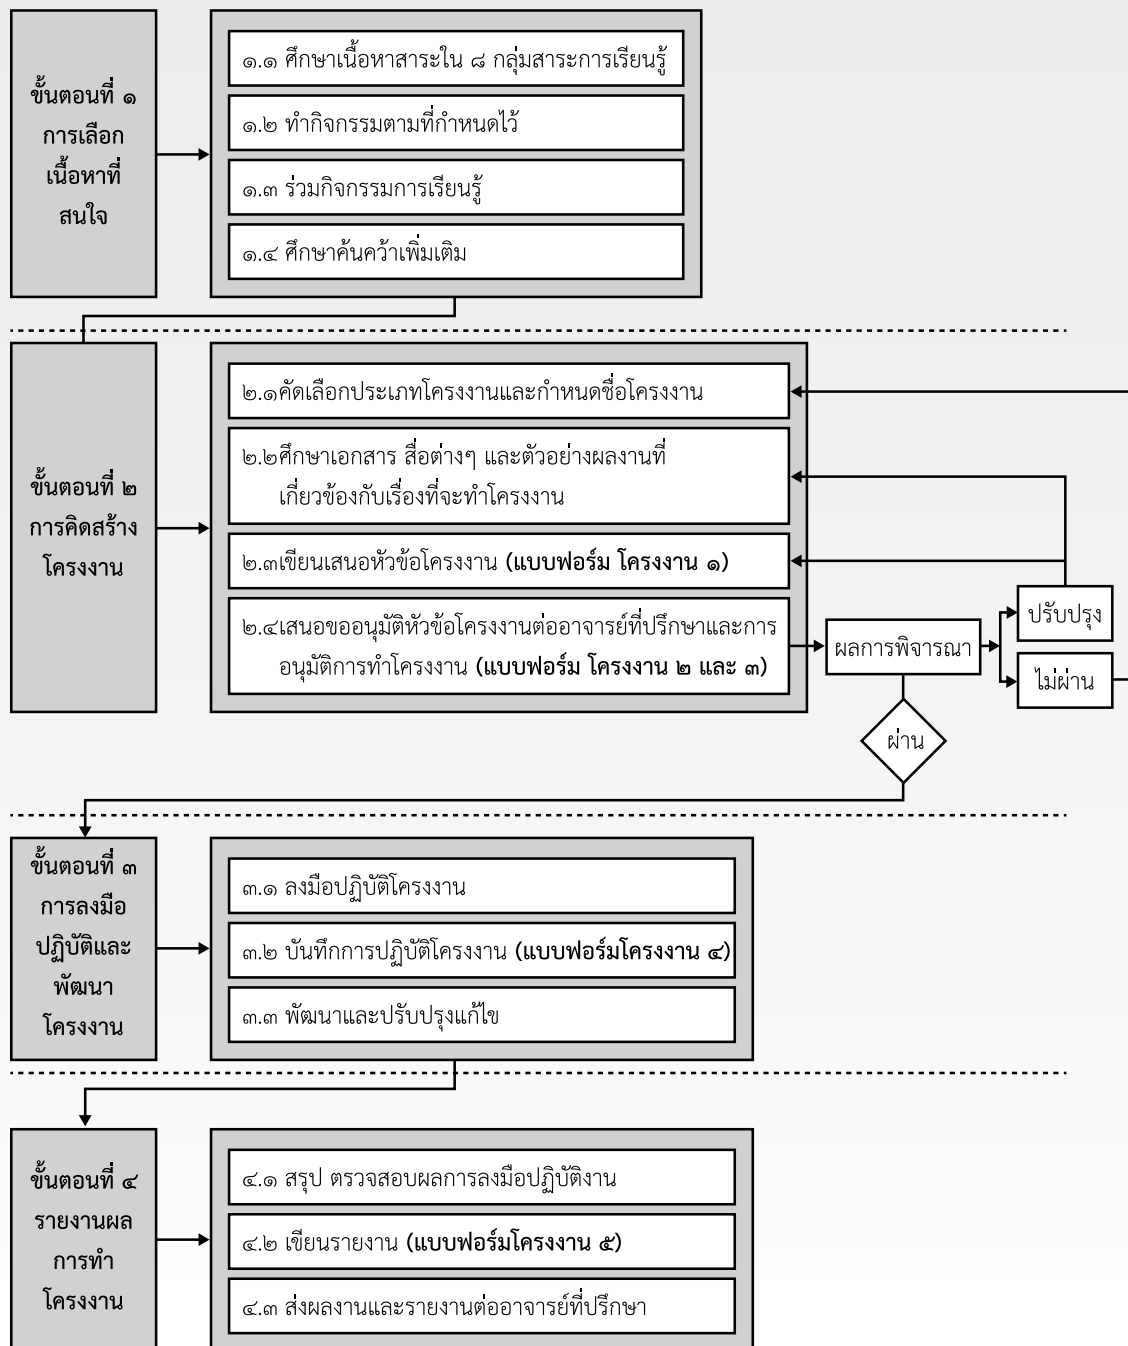 ขั้นตอนที่ ๑
การเลือก
เนื้อหาที่
สนใจ
๑.๑ ศึกษาเนื้อหาสาระใน ๘ กลุ่มสาระการเรียนรู้
๑.๒ ทำกิจกรรมตามที่กำหนดไว้
๑.๓ ร่วมกิจกรรมการเรียนรู้
๑.๔ ศึกษาค้นคว้าเพิ่มเติม
ขั้นตอนที่ ๒
การคิดสร้าง
โครงงาน
๒.๑คัดเลือกประเภทโครงงานและกำหนดชื่อโครงงาน
๒.๒ศึกษาเอกสาร สื่อต่างๆ และตัวอย่างผลงานที่
เกี่ยวข้องกับเรื่องที่จะทำโครงงาน
๒.๓เขียนเสนอหัวข้อโครงงาน (แบบฟอร์ม โครงงาน ๑)
๒.๔เสนอขออนุมัติหัวข้อโครงงานต่ออาจารย์ที่ปรึกษาและการ
อนุมัติการทำโครงงาน (แบบฟอร์ม โครงงาน ๒ และ ๓)
ผลการพิจารณา
ปรับปรุง
ไม่ผ่าน
ผ่าน
ขั้นตอนที่ ๓
การลงมือ
ปฏิบัติและ
พัฒนา
โครงงาน
๓.๑ ลงมือปฏิบัติโครงงาน
๓.๒ บันทึกการปฏิบัติโครงงาน (แบบฟอร์มโครงงาน ๔)
๓.๓ พัฒนาและปรับปรุงแก้ไข
ขั้นตอนที่ ๔
รายงานผล
การทำ
โครงงาน
๔.๑ สรุป ตรวจสอบผลการลงมือปฏิบัติงาน
๔.๒ เขียนรายงาน (แบบฟอร์มโครงงาน ๕)
๔.๓ ส่งผลงานและรายงานต่ออาจารย์ที่ปรึกษา